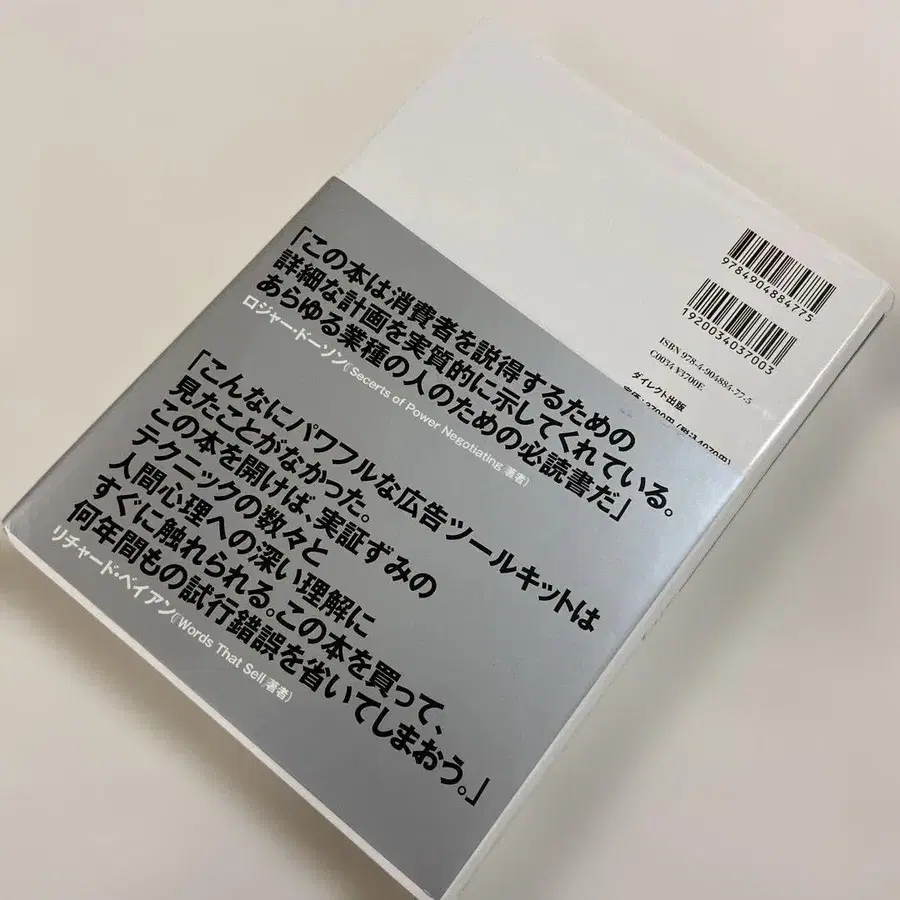 「この本は消費者を説得するための
詳細な計画を実質的に示してくれている。
あらゆる業種の人のための必読書だ」
ロジャー・ドーソン(『Secerts of Power Negotiating』著者)
「こんなにパワフルな広告ツールキットは
見たことがなかった。
この本を開けば、実証ずみの
テクニックの数々と
人間心理への深い理解に
すぐに触れられる。この本を買って、
何年間もの試行錯誤を省いてしまおう。」
リチャード・ベイアン(『Words That Sell』著者)
9784904884775
1920034037003
ISBN 978-4-904884-77-5
C0034 ¥3700E
ダイレクト出版